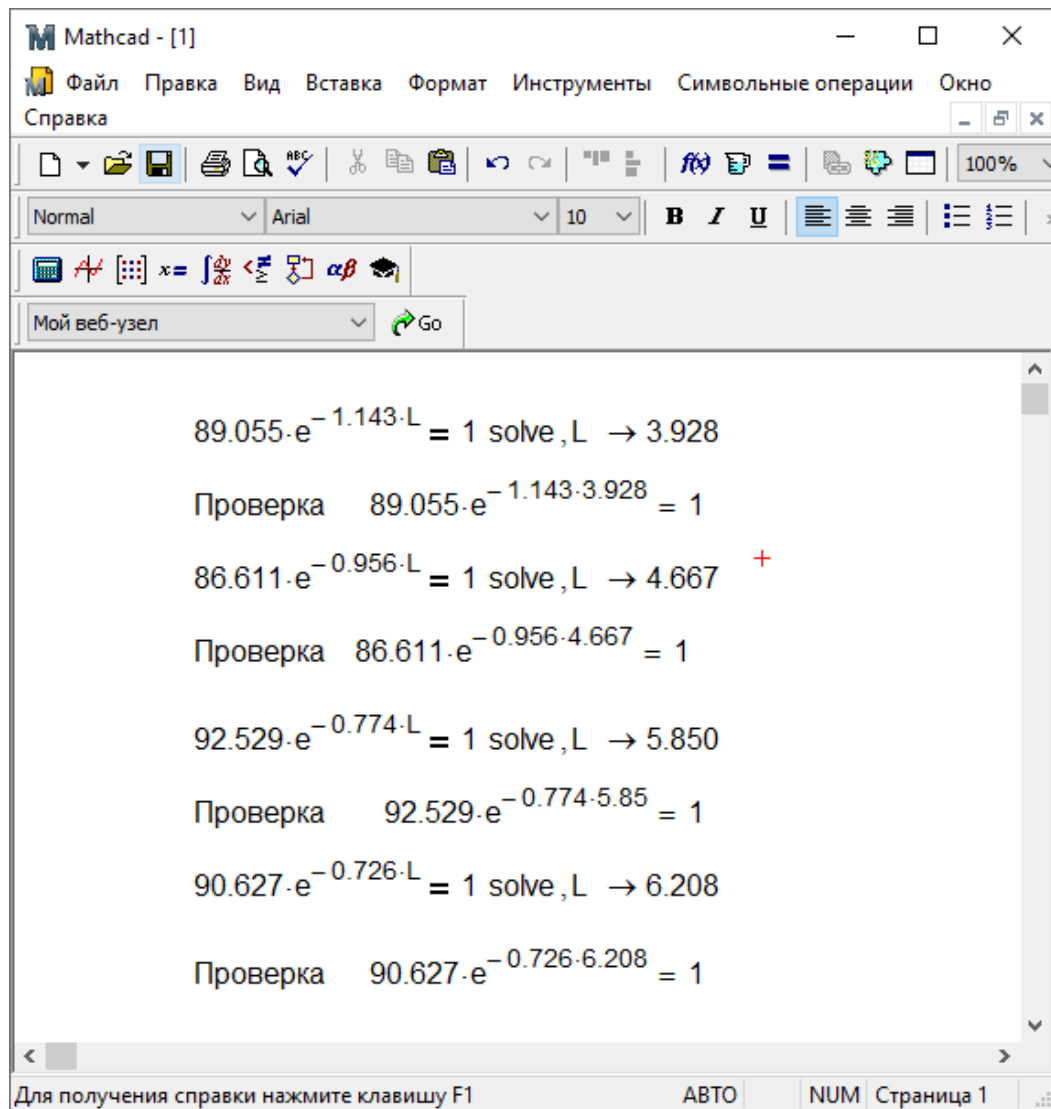 Mathcad - [1]
Файл Правка Вид Вставка Формат Инструменты Символьные операции Окно
Справка
100%
Normal Arial 10 B I U
Мой веб-узел Go
89.055·e^{-1.143·L} = 1 solve,L → 3.928
Проверка 89.055·e^{-1.143·3.928} = 1
86.611·e^{-0.956·L} = 1 solve,L → 4.667
Проверка 86.611·e^{-0.956·4.667} = 1
92.529·e^{-0.774·L} = 1 solve,L → 5.850
Проверка 92.529·e^{-0.774·5.85} = 1
90.627·e^{-0.726·L} = 1 solve,L → 6.208
Проверка 90.627·e^{-0.726·6.208} = 1
Для получения справки нажмите клавишу F1 АВТО NUM Страница 1